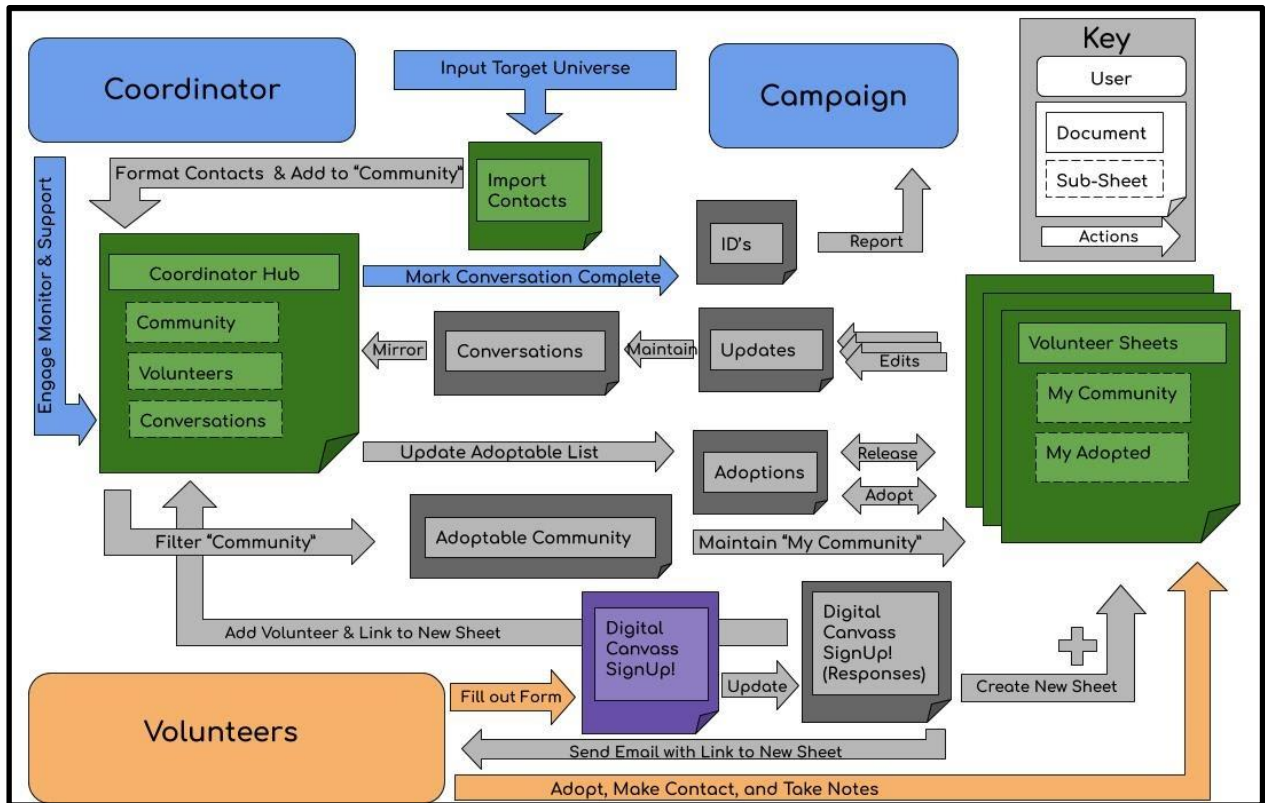 Coordinator
Input Target Universe
Campaign
Key
User
Document
Sub-Sheet
Actions
Format Contacts & Add to “Community”
Import
Contacts
ID's
Report
Engage Monitor & Support
Coordinator Hub
Community
Volunteers
Conversations
Mark Conversation Complete
Mirror
Conversations
Maintain
Updates
Edits
Volunteer Sheets
My Community
My Adopted
Update Adoptable List
Adoptions
Release
Adopt
Filter “Community”
Adoptable Community
Maintain “My Community”
Add Volunteer & Link to New Sheet
Digital
Canvass
SignUp!
Update
Digital
Canvass
SignUp!
(Responses)
Create New Sheet
Volunteers
Fill out Form
Send Email with Link to New Sheet
Adopt, Make Contact, and Take Notes